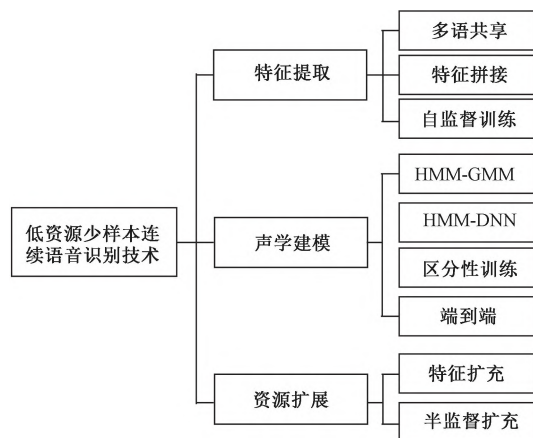 低资源少样本连
续语音识别技术
特征提取
多语共享
特征拼接
自监督训练
声学建模
HMM-GMM
HMM-DNN
区分性训练
端到端
资源扩展
特征扩充
半监督扩充